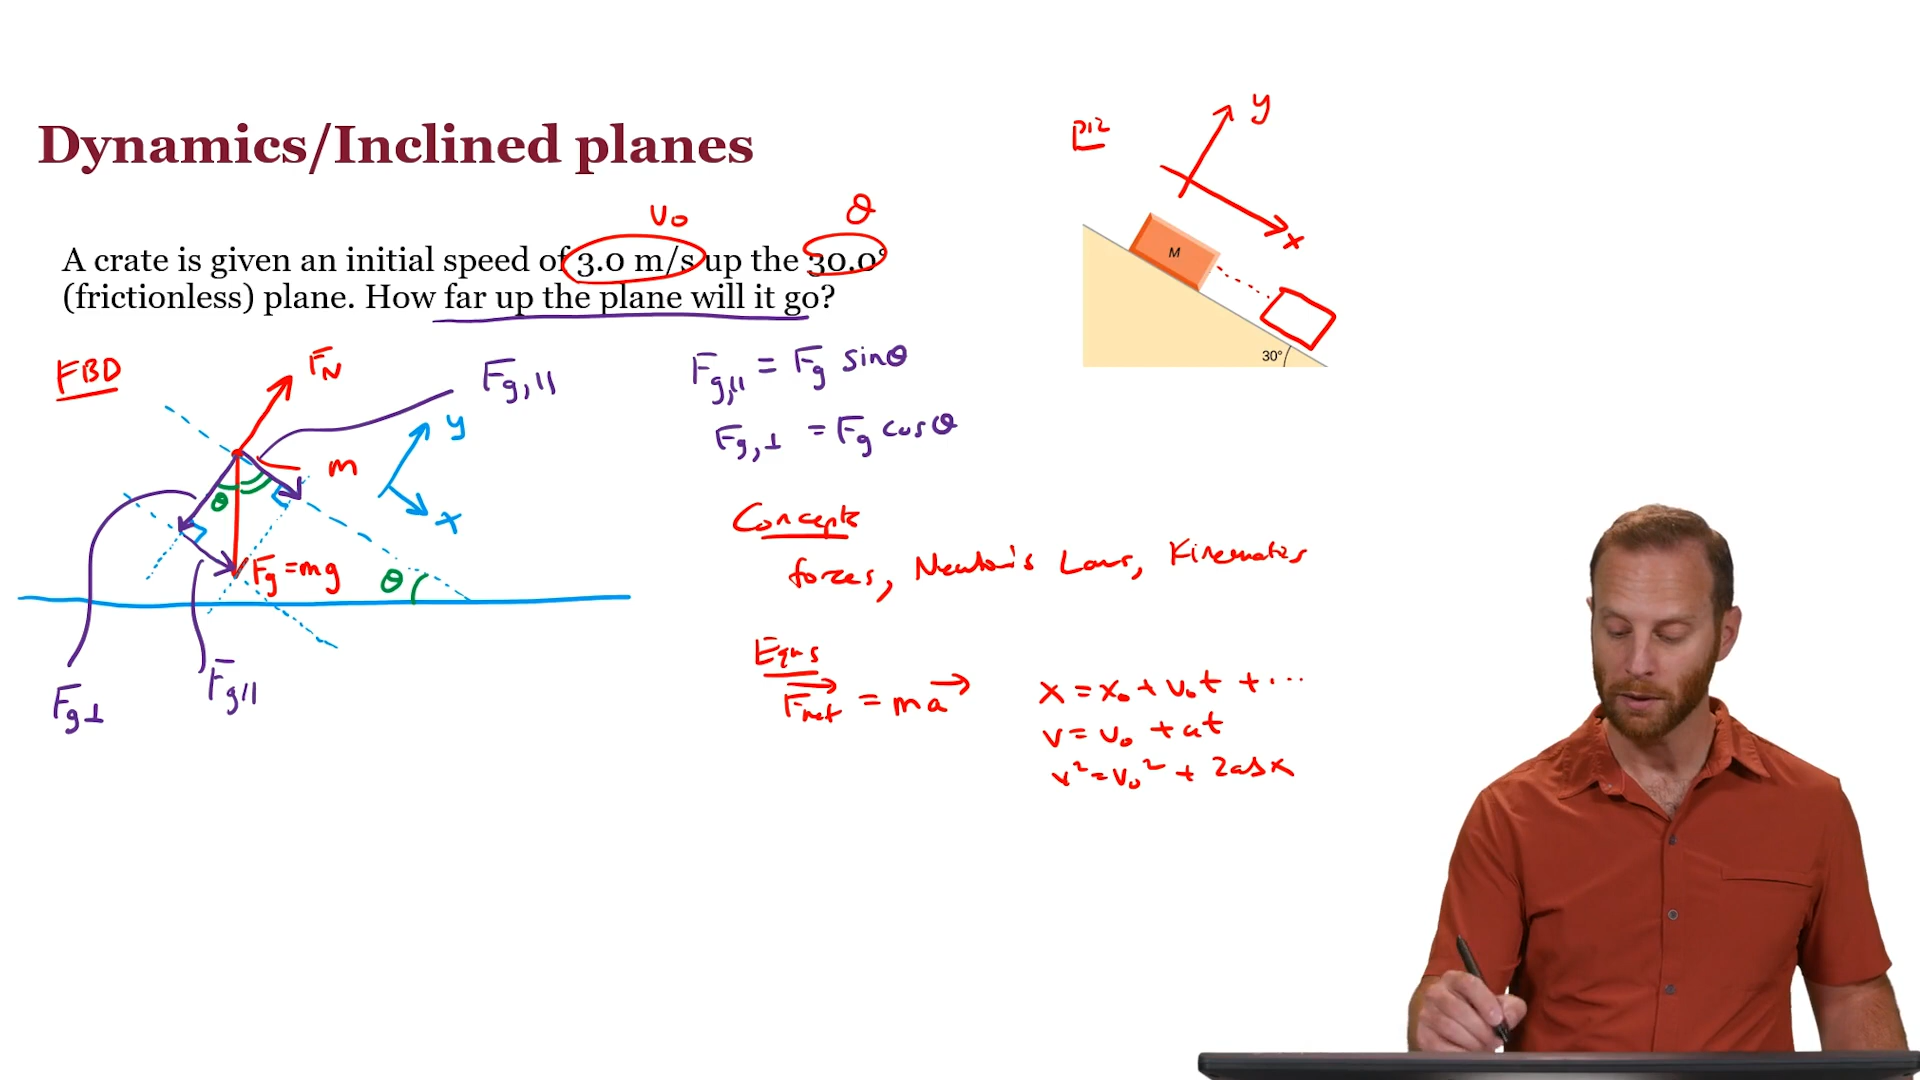 Dynamics/Inclined planes
v₀
θ
A crate is given an initial speed of 3.0 m/s up the 30.0°
(frictionless) plane. How far up the plane will it go?
FBD
F_N
F_g,||
m
y
x
θ
F_g = mg
θ
F_g⊥
F_g||
F_g,|| = F_g sinθ
F_g,⊥ = F_g cosθ
Concepts
forces, Newton's Laws, Kinematics
Eqns
F⃗_net = ma⃗
x = x₀ + v₀t + ...
v = v₀ + at
v² = v₀² + 2aΔx
y
x
M
30°